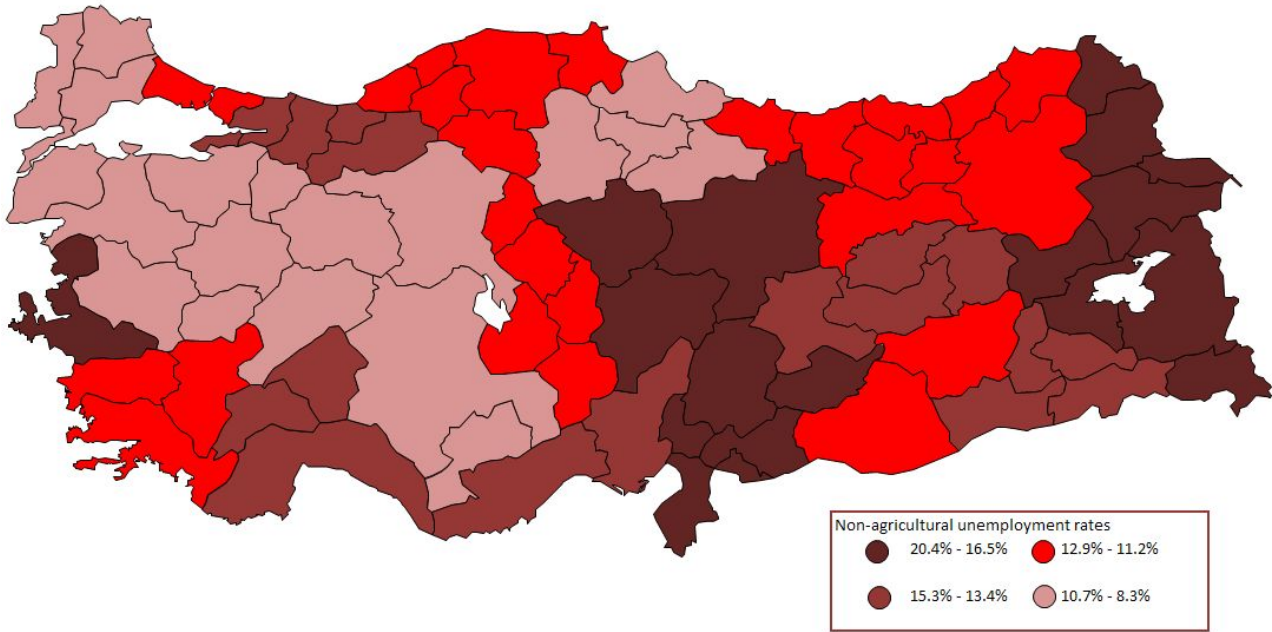 Non-agricultural unemployment rates
20.4% - 16.5% 12.9% - 11.2%
15.3% - 13.4% 10.7% - 8.3%